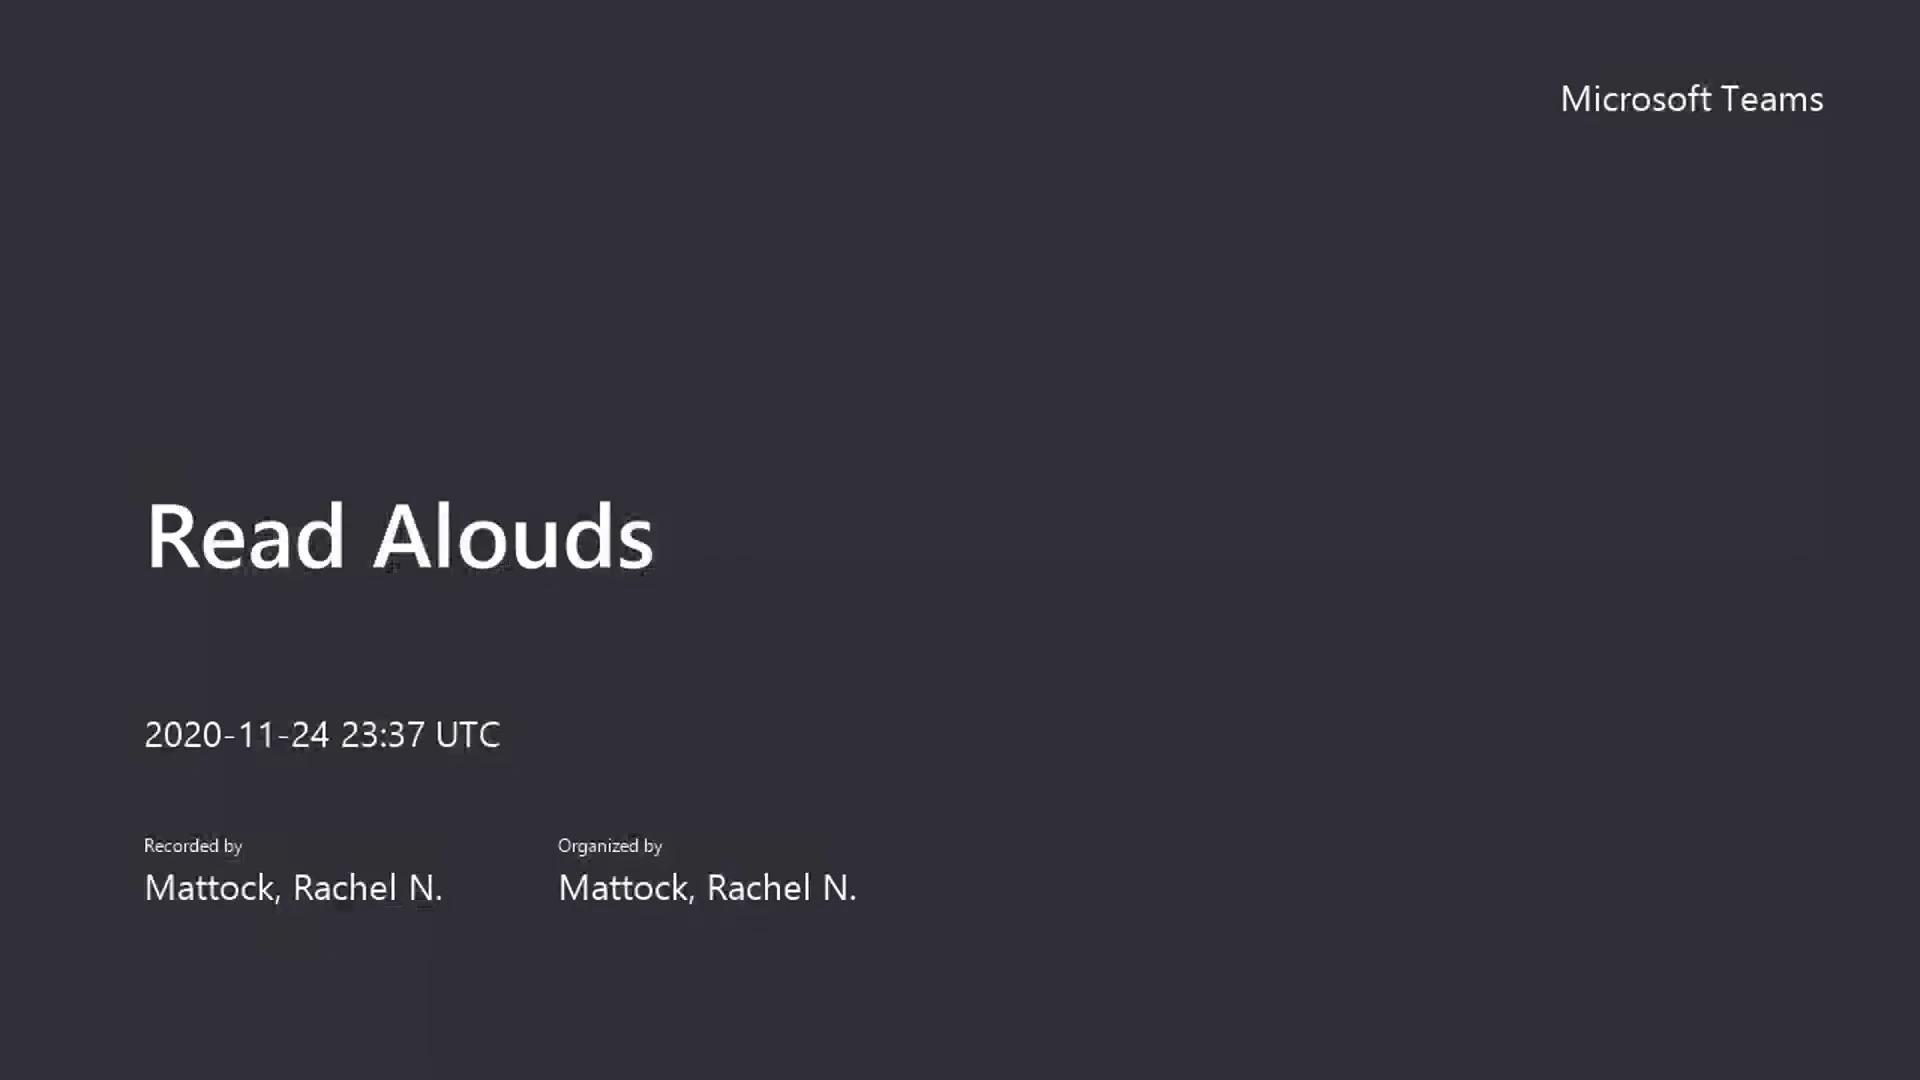 Microsoft Teams
Read Alouds
2020-11-24 23:37 UTC
Recorded by
Mattock, Rachel N.
Organized by
Mattock, Rachel N.